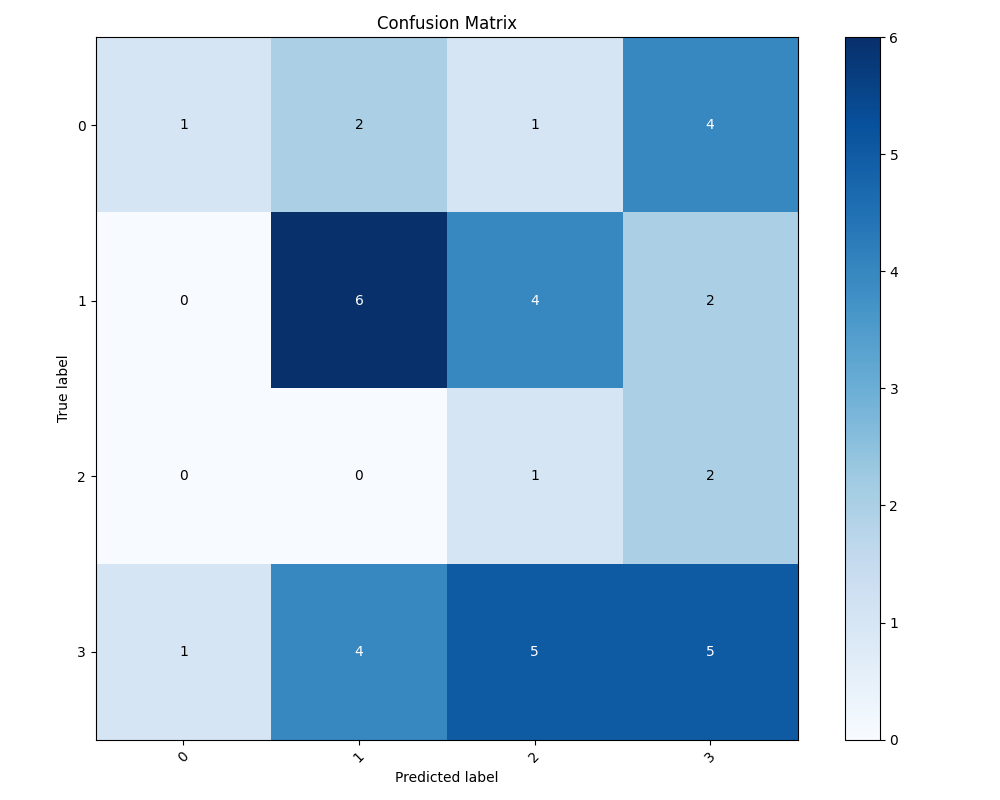 Confusion Matrix
0 1 2 1 4
1 0 6 4 2
2 0 0 1 2
3 1 4 5 5
0 1 2 3
True label
Predicted label
6
5
4
3
2
1
0